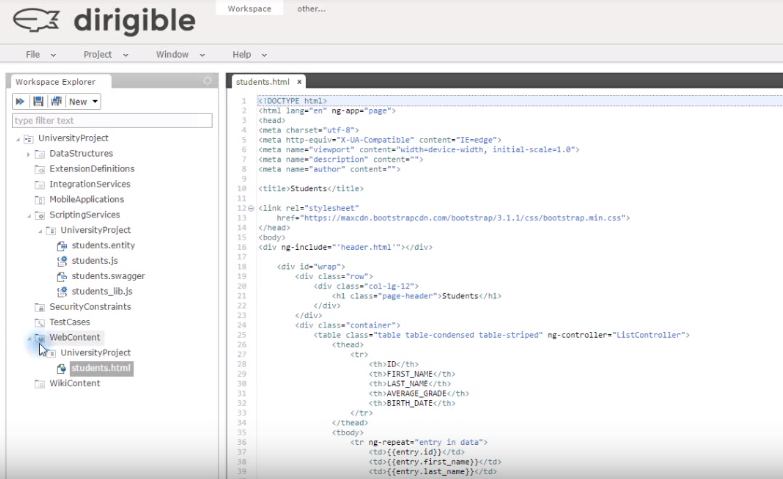 dirigible
Workspace
other...
File
Project
Window
Help
Workspace Explorer
New
type filter text
UniversityProject
DataStructures
ExtensionDefinitions
IntegrationServices
MobileApplications
ScriptingServices
UniversityProject
students.entity
students.js
students.swagger
students_lib.js
SecurityConstraints
TestCases
WebContent
UniversityProject
students.html
WikiContent
students.html ×
1 <!DOCTYPE html>
2 <html lang="en" ng-app="page">
3 <head>
4 <meta charset="utf-8">
5 <meta http-equiv="X-UA-Compatible" content="IE=edge">
6 <meta name="viewport" content="width=device-width, initial-scale=1.0">
7 <meta name="description" content="">
8 <meta name="author" content="">
9
10 <title>Students</title>
11
12 <link rel="stylesheet"
13 href="https://maxcdn.bootstrapcdn.com/bootstrap/3.1.1/css/bootstrap.min.css">
14 </head>
15 <body>
16 <div ng-include="'header.html'"></div>
17
18 <div id="wrap">
19 <div class="row">
20 <div class="col-lg-12">
21 <h1 class="page-header">Students</h1>
22 </div>
23 </div>
24 <div class="container">
25 <table class="table table-condensed table-striped" ng-controller="ListController">
26 <thead>
27 <tr>
28 <th>ID</th>
29 <th>FIRST_NAME</th>
30 <th>LAST_NAME</th>
31 <th>AVERAGE_GRADE</th>
32 <th>BIRTH_DATE</th>
33 </tr>
34 </thead>
35 <tbody>
36 <tr ng-repeat="entry in data">
37 <td>{{entry.id}}</td>
38 <td>{{entry.first_name}}</td>
39 <td>{{entry.last_name}}</td>